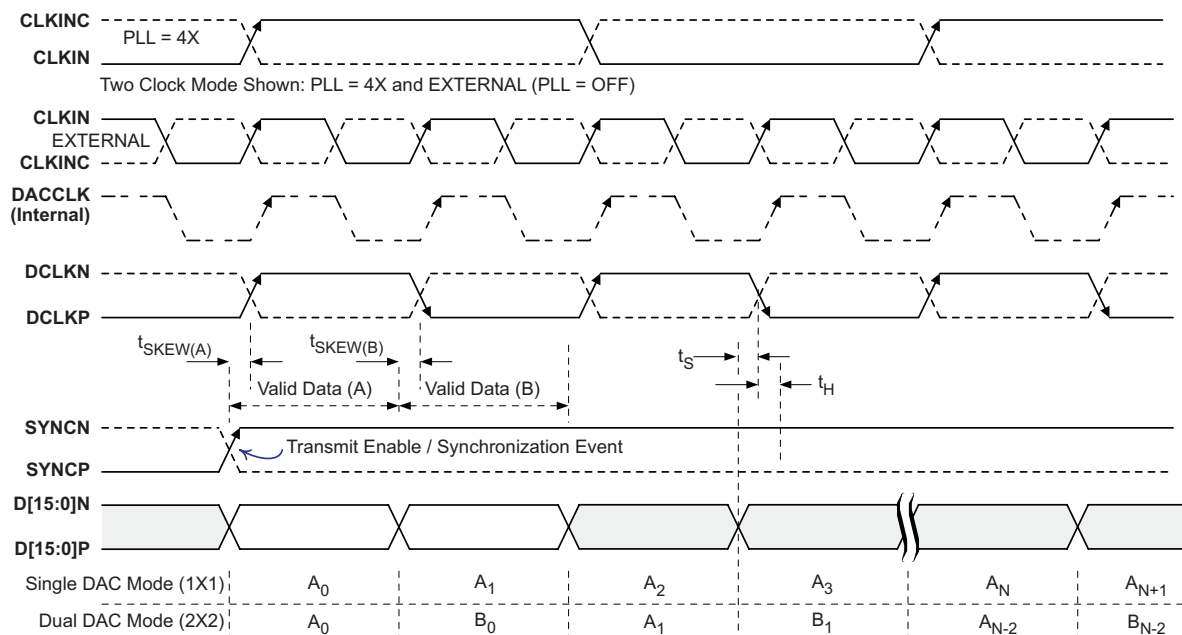 CLKINC
PLL = 4X
CLKIN
Two Clock Mode Shown: PLL = 4X and EXTERNAL (PLL = OFF)
CLKIN
EXTERNAL
CLKINC
DACCLK
(Internal)
DCLKN
DCLKP
tSKEW(A) tSKEW(B) tS
tH
Valid Data (A) Valid Data (B)
SYNCN
Transmit Enable / Synchronization Event
SYNCP
D[15:0]N
D[15:0]P
Single DAC Mode (1X1) A0 A1 A2 A3 AN AN+1
Dual DAC Mode (2X2) A0 B0 A1 B1 AN-2 BN-2